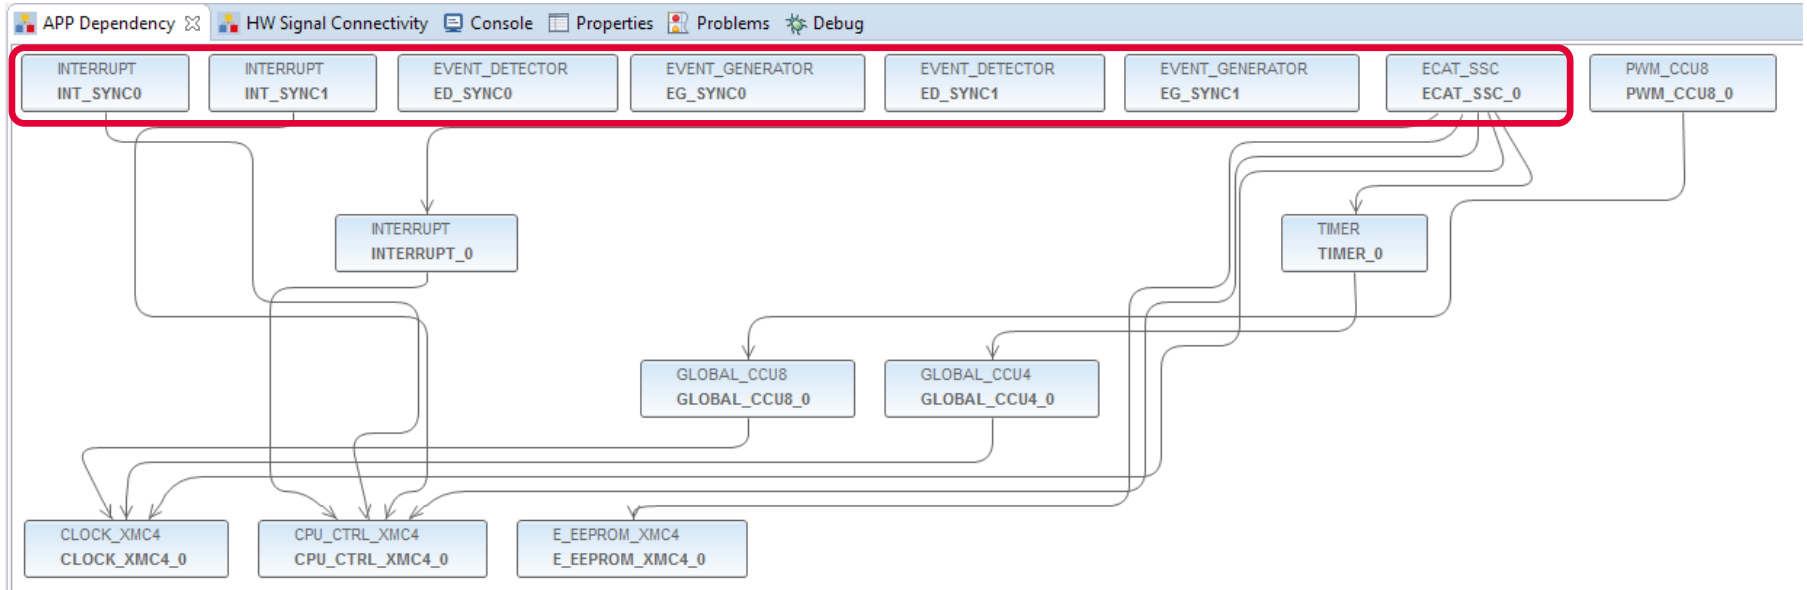 APP Dependency
HW Signal Connectivity
Console
Properties
Problems
Debug
INTERRUPT
INT_SYNC0
INTERRUPT
INT_SYNC1
EVENT_DETECTOR
ED_SYNC0
EVENT_GENERATOR
EG_SYNC0
EVENT_DETECTOR
ED_SYNC1
EVENT_GENERATOR
EG_SYNC1
ECAT_SSC
ECAT_SSC_0
PWM_CCU8
PWM_CCU8_0
INTERRUPT
INTERRUPT_0
TIMER
TIMER_0
GLOBAL_CCU8
GLOBAL_CCU8_0
GLOBAL_CCU4
GLOBAL_CCU4_0
CLOCK_XMC4
CLOCK_XMC4_0
CPU_CTRL_XMC4
CPU_CTRL_XMC4_0
E_EEPROM_XMC4
E_EEPROM_XMC4_0